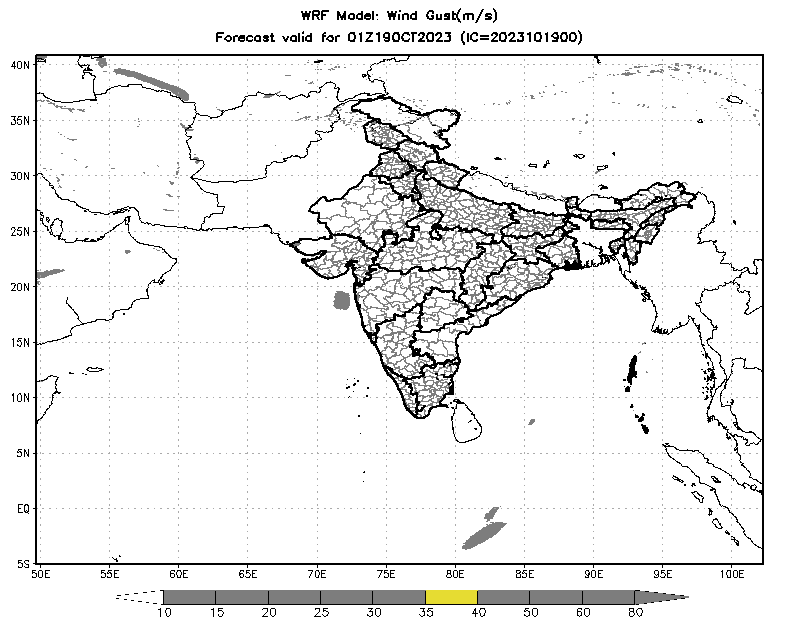 WRF Model: Wind Gust(m/s)
Forecast valid for 01Z19OCT2023 (IC=2023101900)
40N
35N
30N
25N
20N
15N
10N
5N
EQ
5S
50E 55E 60E 65E 70E 75E 80E 85E 90E 95E 100E
10 15 20 25 30 35 40 50 60 80